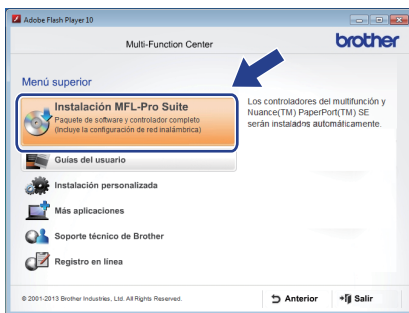 Adobe Flash Player 10
Multi-Function Center
brother
Menú superior
Instalación MFL-Pro Suite
Paquete de software y controlador completo
(Incluye la configuración de red inalámbrica)
Los controladores del multifunción y
Nuance(TM) PaperPort(TM) SE
serán instalados automáticamente.
Guías del usuario
Instalación personalizada
Más aplicaciones
Soporte técnico de Brother
Registro en línea
© 2001-2013 Brother Industries, Ltd. All Rights Reserved.
Anterior
Salir